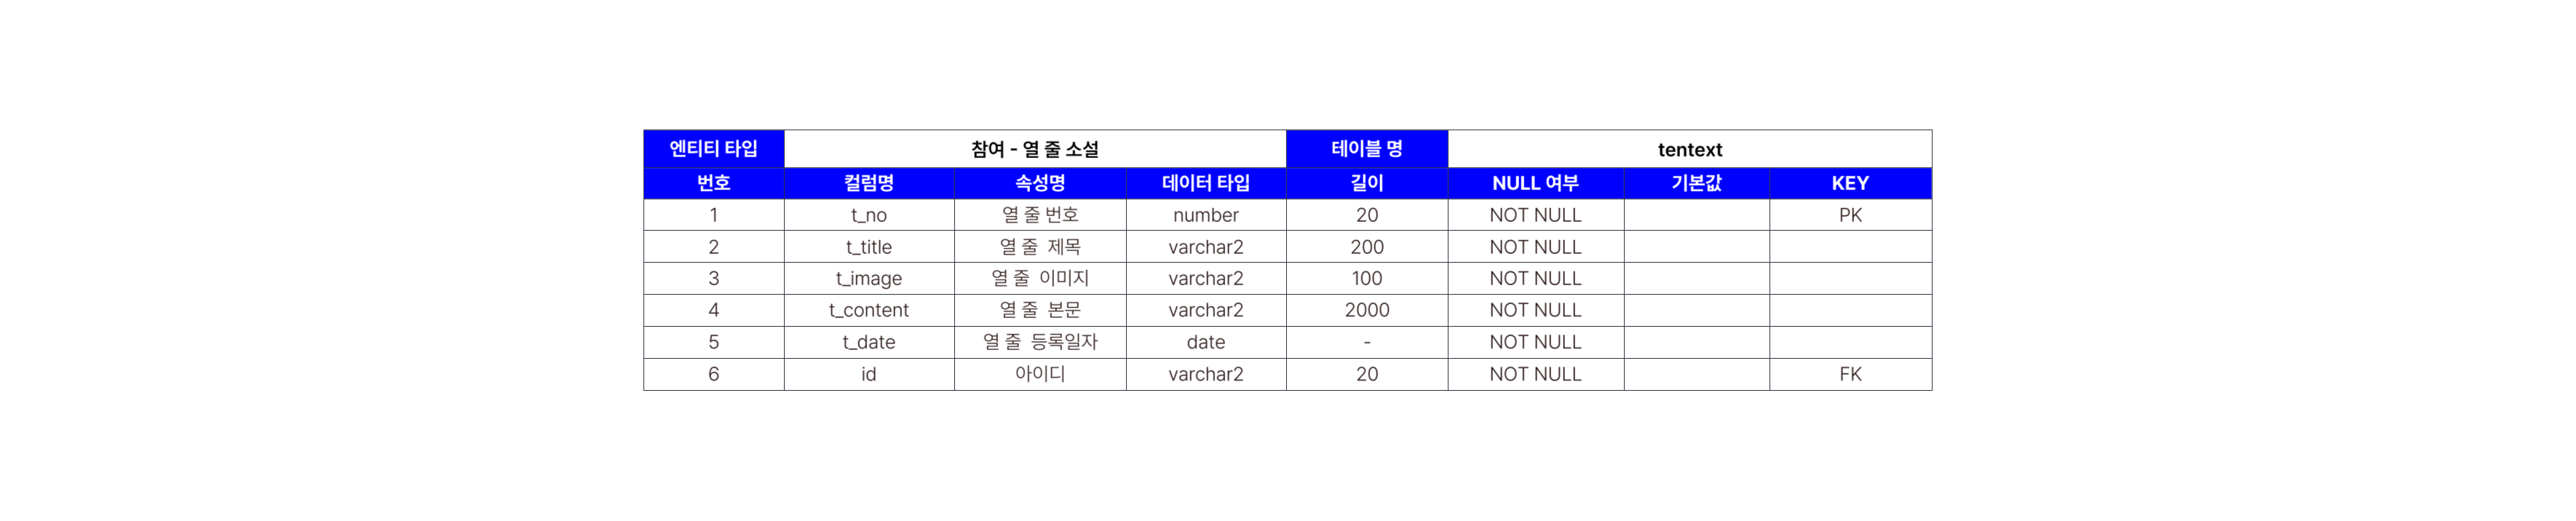 엔티티 타입 참여 - 열 줄 소설 테이블 명 tentext
번호 컬럼명 속성명 데이터 타입 길이 NULL 여부 기본값 KEY
1 t_no 열 줄 번호 number 20 NOT NULL PK
2 t_title 열 줄 제목 varchar2 200 NOT NULL
3 t_image 열 줄 이미지 varchar2 100 NOT NULL
4 t_content 열 줄 본문 varchar2 2000 NOT NULL
5 t_date 열 줄 등록일자 date - NOT NULL
6 id 아이디 varchar2 20 NOT NULL FK